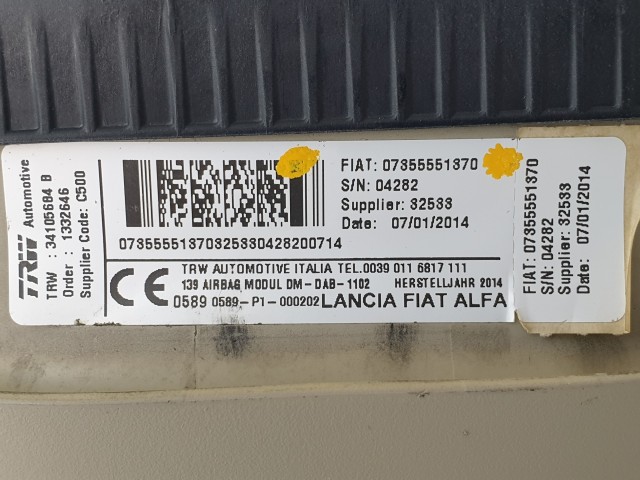 TRW Automotive
TRW : 34105684 B
Order : 1332646
Supplier Code: C500
FIAT: 07355551370
S/N: 04282
Supplier: 32533
Date: 07/01/2014
07355551370325330428200714
TRW AUTOMOTIVE ITALIA TEL.0039 011 6817 111
139 AIRBAG MODUL DM-DAB-1102 HERSTELLJAHR 2014
CE 0589 0589-P1-000202 LANCIA FIAT ALFA
FIAT: 07355551370
S/N: 04282
Supplier: 32533
Date: 07/01/2014